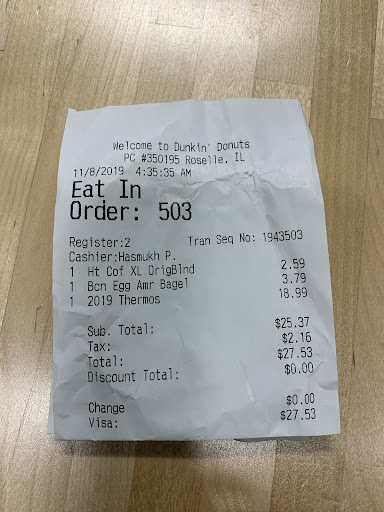 Welcome to Dunkin' Donuts
PC #350195 Roselle, IL
11/8/2019 4:35:35 AM
Eat In
Order: 503
Register:2 Tran Seq No: 1943503
Cashier:Hasmukh P.
1 Ht Cof XL OrigBlnd 2.59
1 Bcn Egg Amr Bagel 3.79
1 2019 Thermos 18.99
Sub. Total: $25.37
Tax: $2.16
Total: $27.53
Discount Total: $0.00
Change $0.00
Visa: $27.53